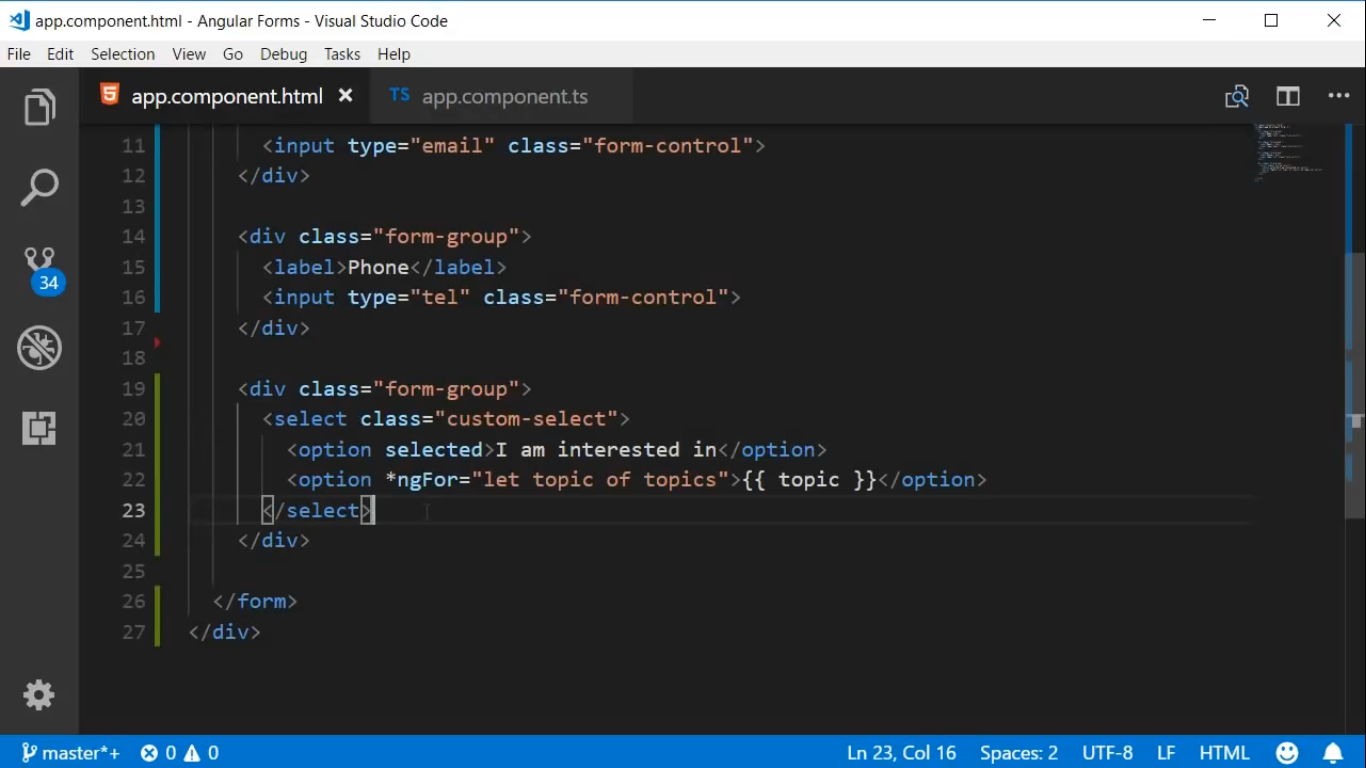 app.component.html - Angular Forms - Visual Studio Code
File Edit Selection View Go Debug Tasks Help
app.component.html TS app.component.ts
11 <input type="email" class="form-control">
12 </div>
13
14 <div class="form-group">
15 <label>Phone</label>
16 <input type="tel" class="form-control">
17 </div>
18
19 <div class="form-group">
20 <select class="custom-select">
21 <option selected>I am interested in</option>
22 <option *ngFor="let topic of topics">{{ topic }}</option>
23 </select>
24 </div>
25
26 </form>
27 </div>
34
master*+ 0 0 Ln 23, Col 16 Spaces: 2 UTF-8 LF HTML